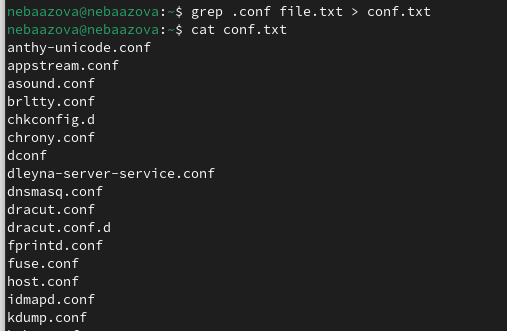 nebaazova@nebaazova:~$ grep .conf file.txt > conf.txt
nebaazova@nebaazova:~$ cat conf.txt
anthy-unicode.conf
appstream.conf
asound.conf
brltty.conf
chkconfig.d
chrony.conf
dconf
dleyna-server-service.conf
dnsmasq.conf
dracut.conf
dracut.conf.d
fprintd.conf
fuse.conf
host.conf
idmapd.conf
kdump.conf